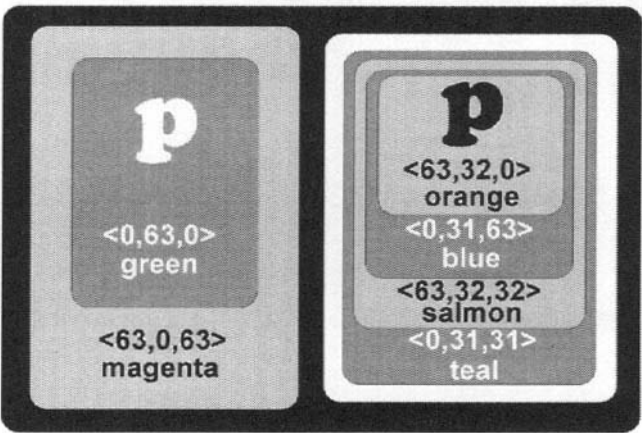 p
<0,63,0>
green
<63,0,63>
magenta
p
<63,32,0>
orange
<0,31,63>
blue
<63,32,32>
salmon
<0,31,31>
teal